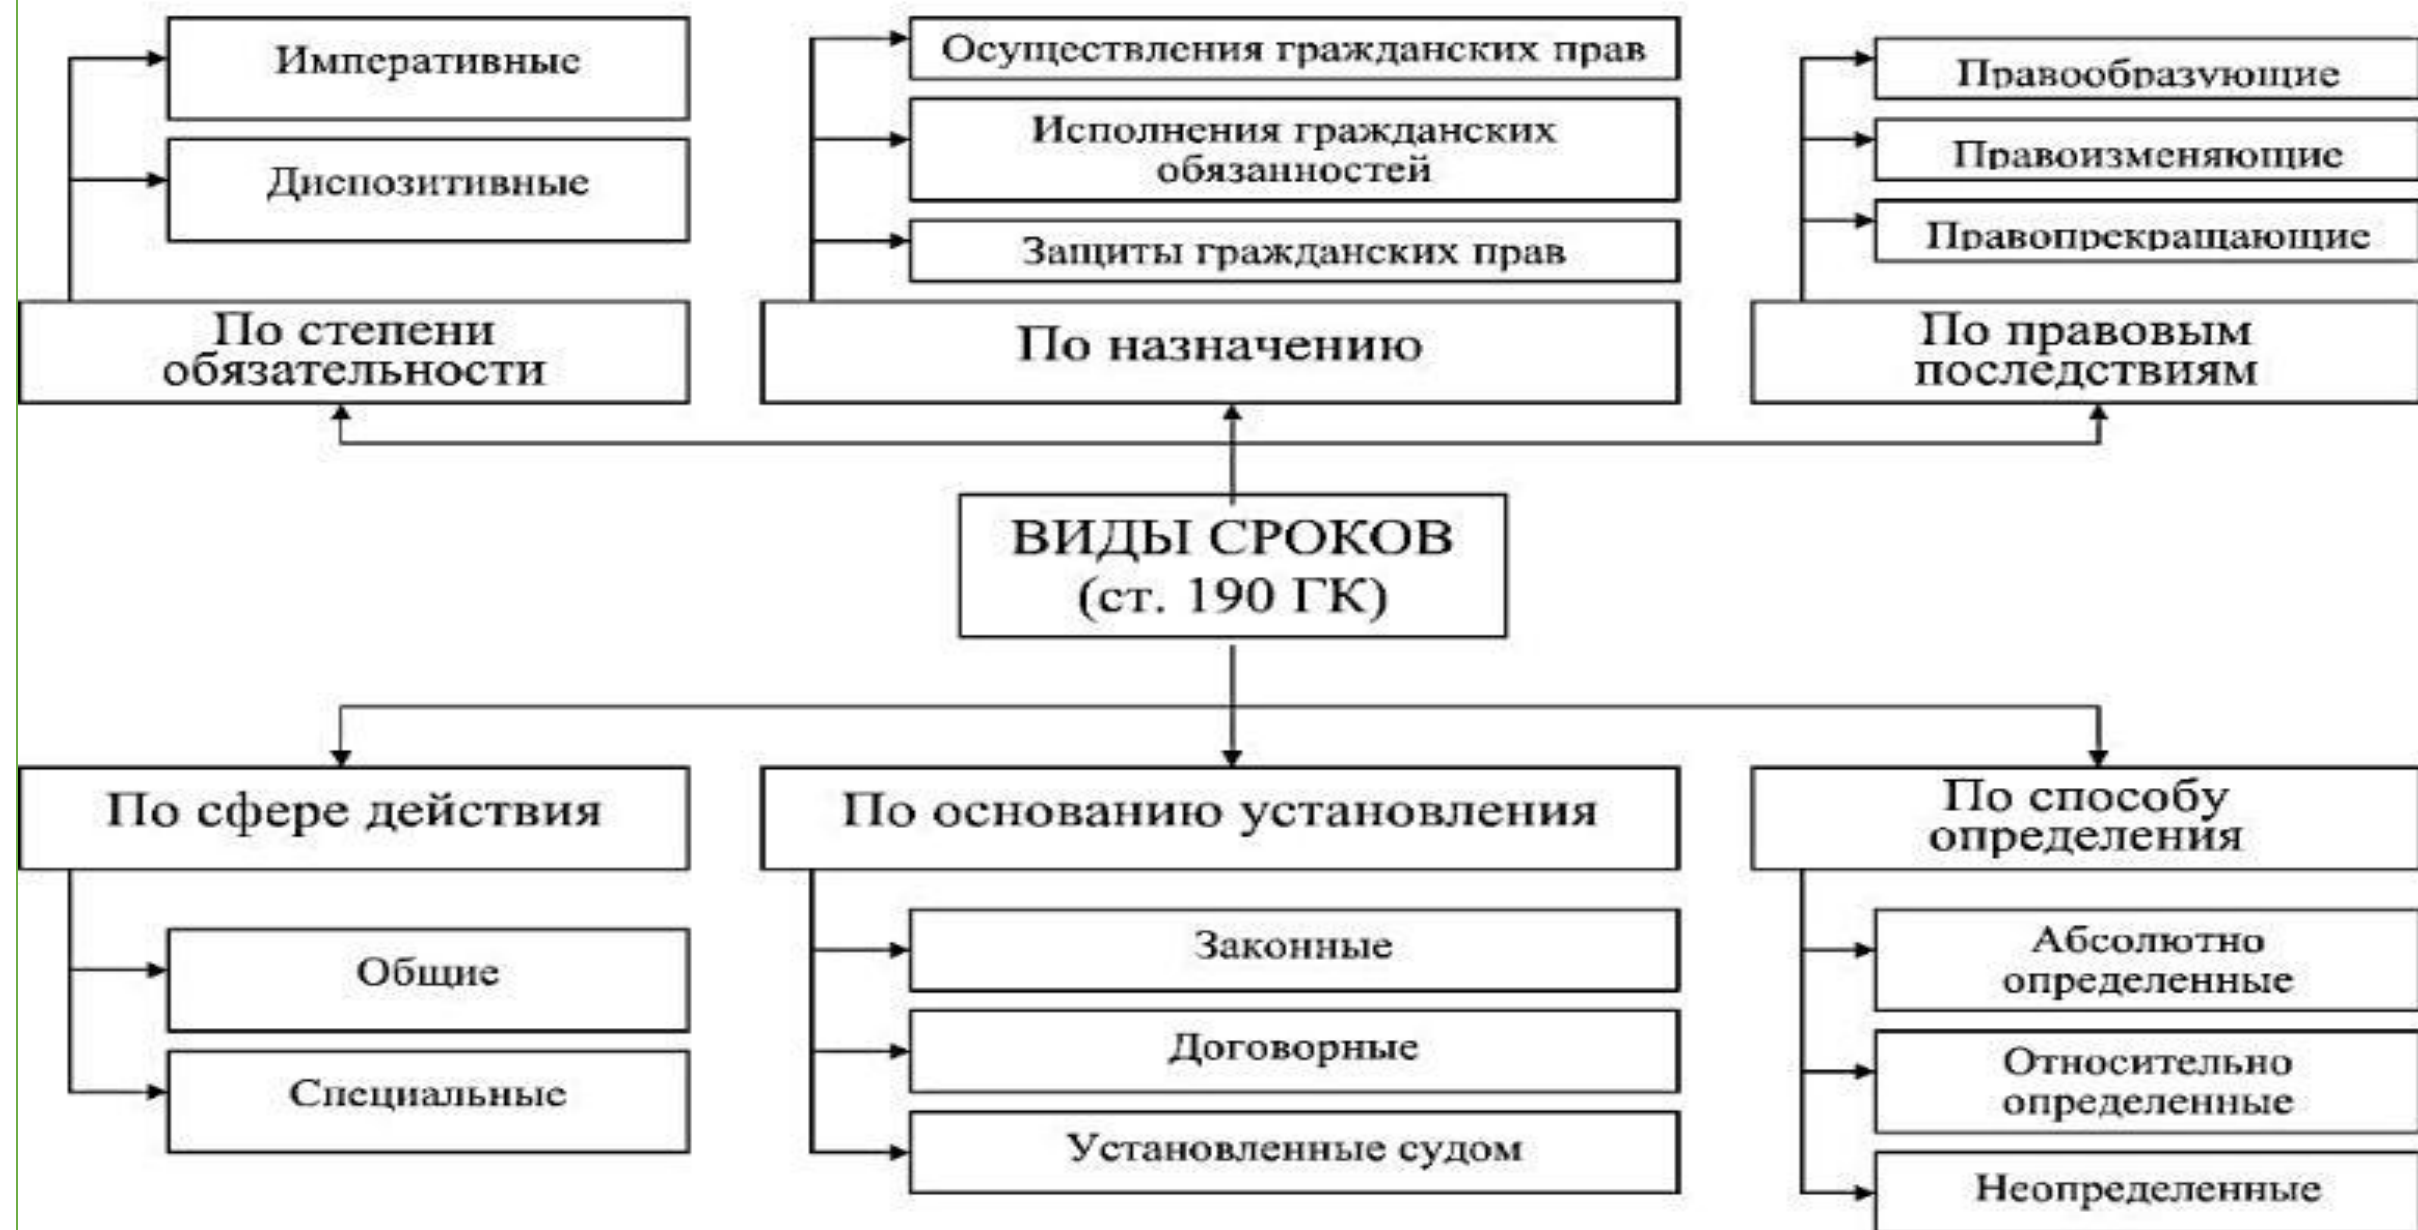 Императивные
Диспозитивные
По степени
обязательности
Осуществления гражданских прав
Исполнения гражданских
обязанностей
Защиты гражданских прав
По назначению
Правообразующие
Правоизменяющие
Правопрекращающие
По правовым
последствиям
ВИДЫ СРОКОВ
(ст. 190 ГК)
По сфере действия
Общие
Специальные
По основанию установления
Законные
Договорные
Установленные судом
По способу
определения
Абсолютно
определенные
Относительно
определенные
Неопределенные